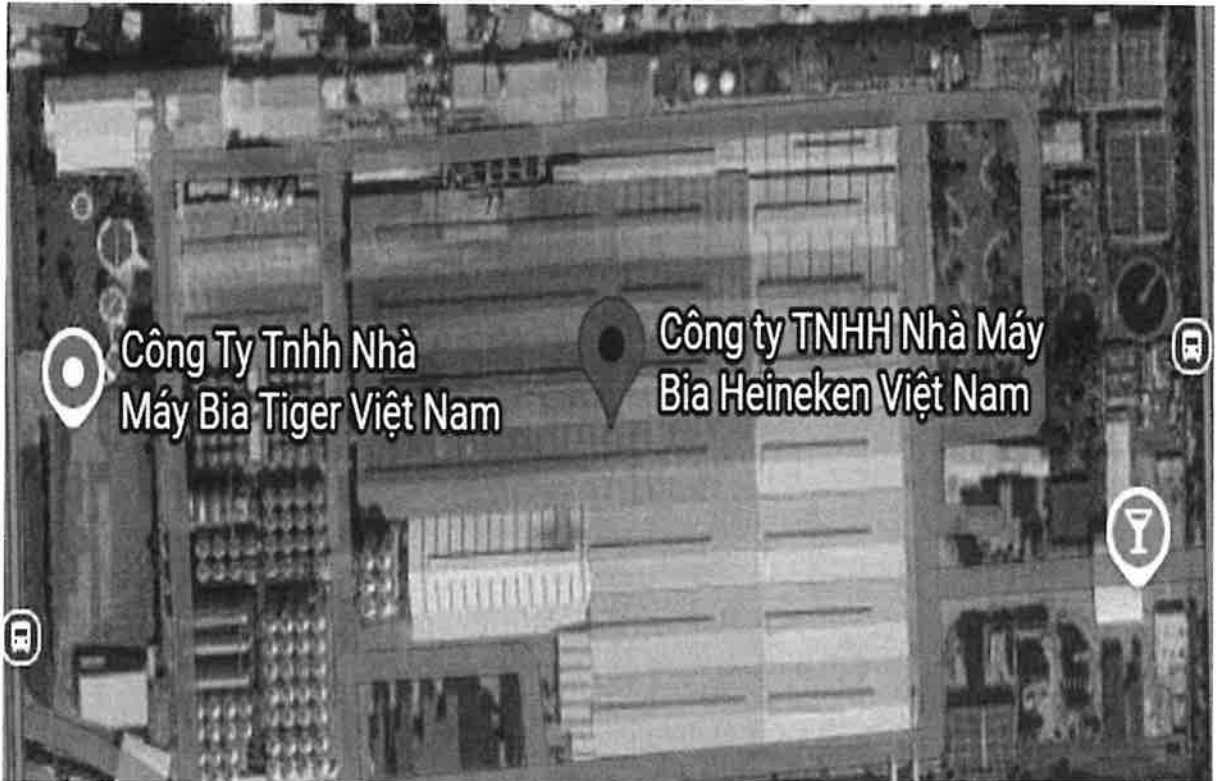 Công Ty Tnhh Nhà
Máy Bia Tiger Việt Nam
Công ty TNHH Nhà Máy
Bia Heineken Việt Nam